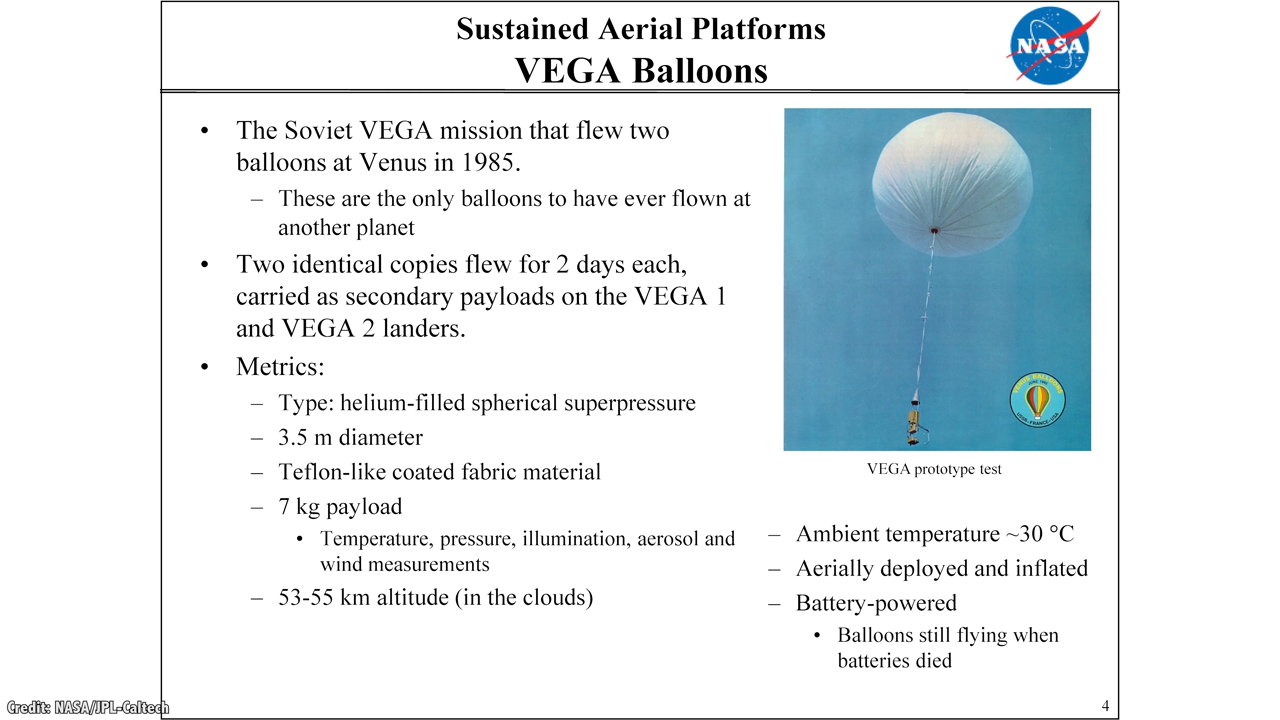 Sustained Aerial Platforms
VEGA Balloons
NASA
• The Soviet VEGA mission that flew two
balloons at Venus in 1985.
– These are the only balloons to have ever flown at
another planet
• Two identical copies flew for 2 days each,
carried as secondary payloads on the VEGA 1
and VEGA 2 landers.
• Metrics:
– Type: helium-filled spherical superpressure
– 3.5 m diameter
– Teflon-like coated fabric material
– 7 kg payload
• Temperature, pressure, illumination, aerosol and
wind measurements
– 53-55 km altitude (in the clouds)
VEGA prototype test
– Ambient temperature ~30 °C
– Aerially deployed and inflated
– Battery-powered
• Balloons still flying when
batteries died
4
Credit: NASA/JPL-Caltech